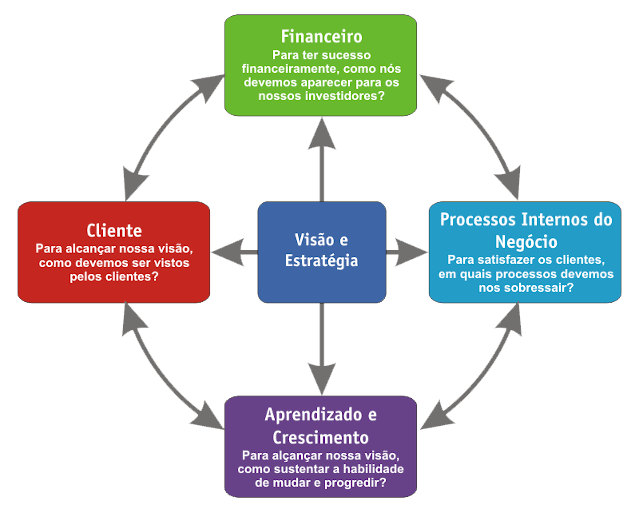 Financeiro
Para ter sucesso
financeiramente, como nós
devemos aparecer para os
nossos investidores?
Cliente
Para alcançar nossa visão,
como devemos ser vistos
pelos clientes?
Visão e
Estratégia
Processos Internos do
Negócio
Para satisfazer os clientes,
em quais processos devemos
nos sobressair?
Aprendizado e
Crescimento
Para alçançar nossa visão,
como sustentar a habilidade
de mudar e progredir?